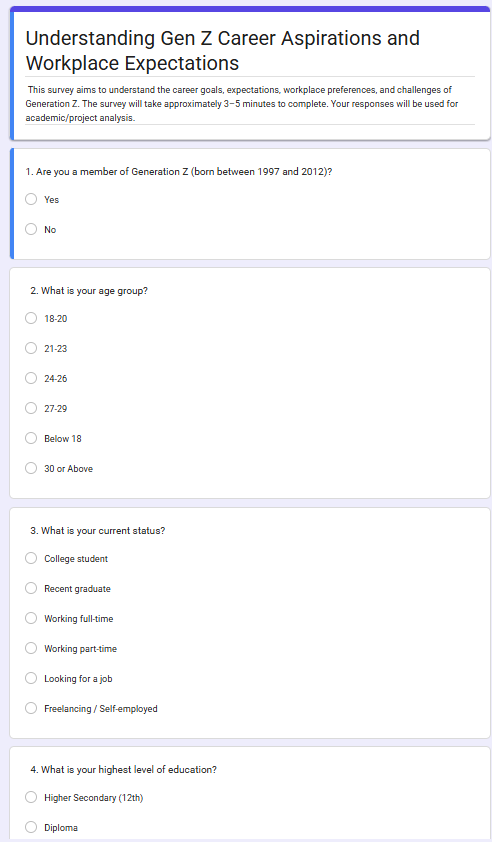 Understanding Gen Z Career Aspirations and
Workplace Expectations
This survey aims to understand the career goals, expectations, workplace preferences, and challenges of
Generation Z. The survey will take approximately 3–5 minutes to complete. Your responses will be used for
academic/project analysis.
1. Are you a member of Generation Z (born between 1997 and 2012)?
Yes
No
2. What is your age group?
18-20
21-23
24-26
27-29
Below 18
30 or Above
3. What is your current status?
College student
Recent graduate
Working full-time
Working part-time
Looking for a job
Freelancing / Self-employed
4. What is your highest level of education?
Higher Secondary (12th)
Diploma